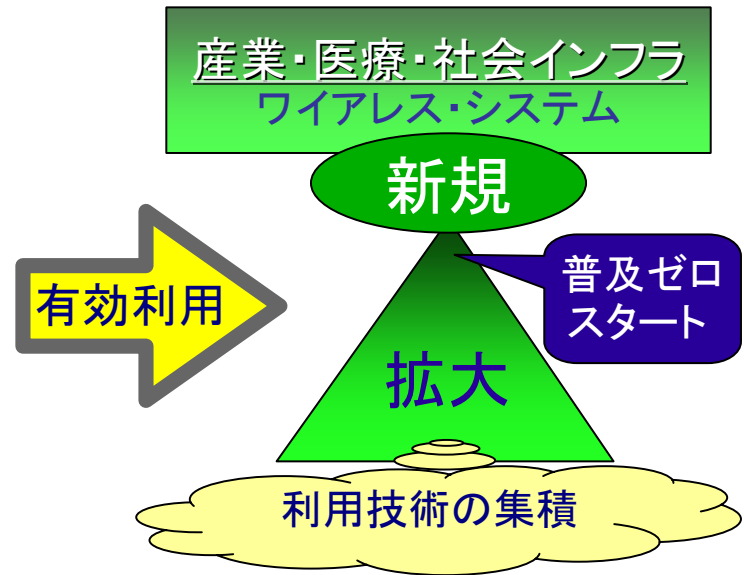 産業・医療・社会インフラ
ワイアレス・システム
新規
普及ゼロ
スタート
有効利用
拡大
利用技術の集積